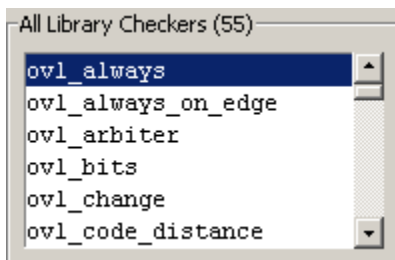 All Library Checkers (55)
ovl_always
ovl_always_on_edge
ovl_arbiter
ovl_bits
ovl_change
ovl_code_distance